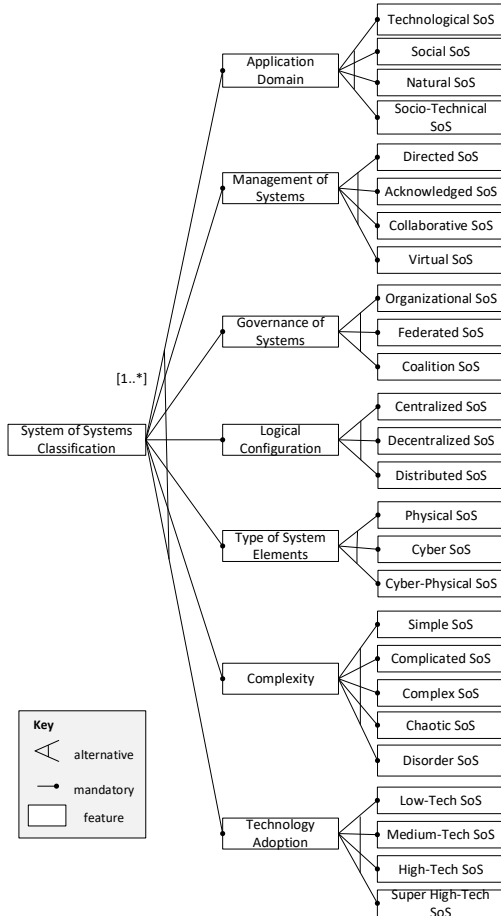 Technological SoS
Application
Domain
Social SoS
Natural SoS
Socio-Technical
SoS
Directed SoS
Management of
Systems
Acknowledged SoS
Collaborative SoS
Virtual SoS
Organizational SoS
Governance of
Systems
Federated SoS
Coalition SoS
[1..*]
Centralized SoS
System of Systems
Classification
Logical
Configuration
Decentralized SoS
Distributed SoS
Physical SoS
Type of System
Elements
Cyber SoS
Cyber-Physical SoS
Simple SoS
Complicated SoS
Complexity
Complex SoS
Chaotic SoS
Disorder SoS
Low-Tech SoS
Technology
Adoption
Medium-Tech SoS
High-Tech SoS
Super High-Tech
SoS
Key
alternative
mandatory
feature